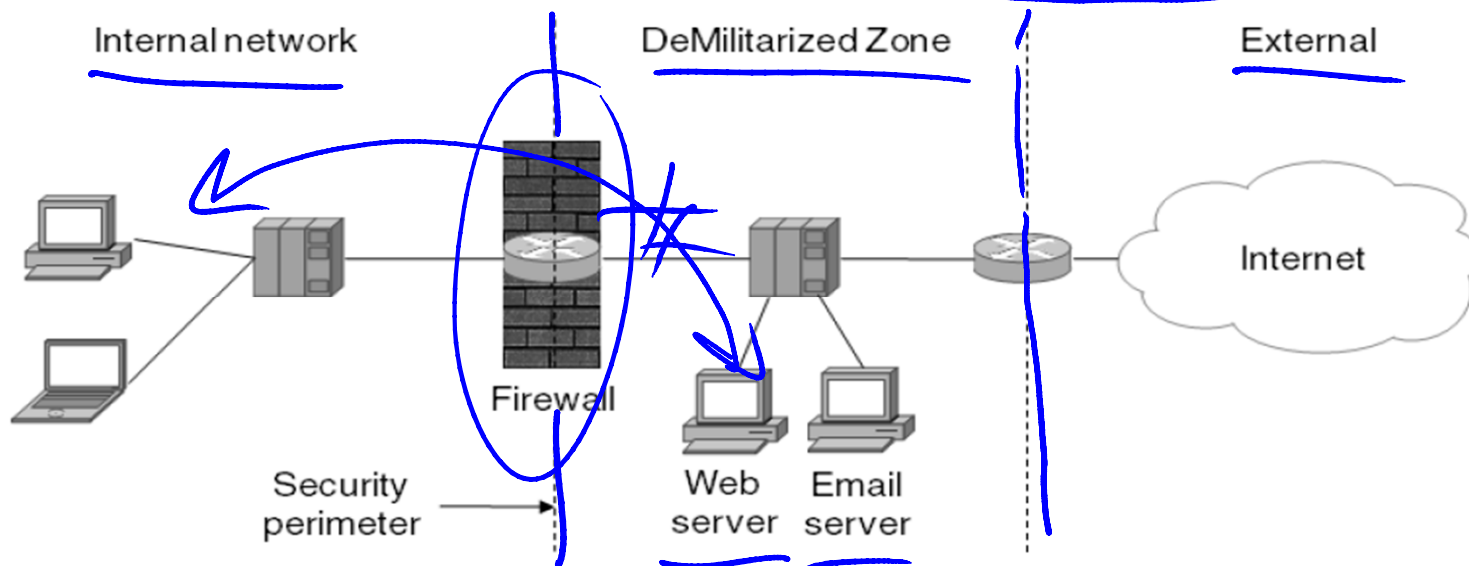 Internal network
DeMilitarized Zone
External
Internet
Firewall
Security
perimeter
Web
server
Email
server